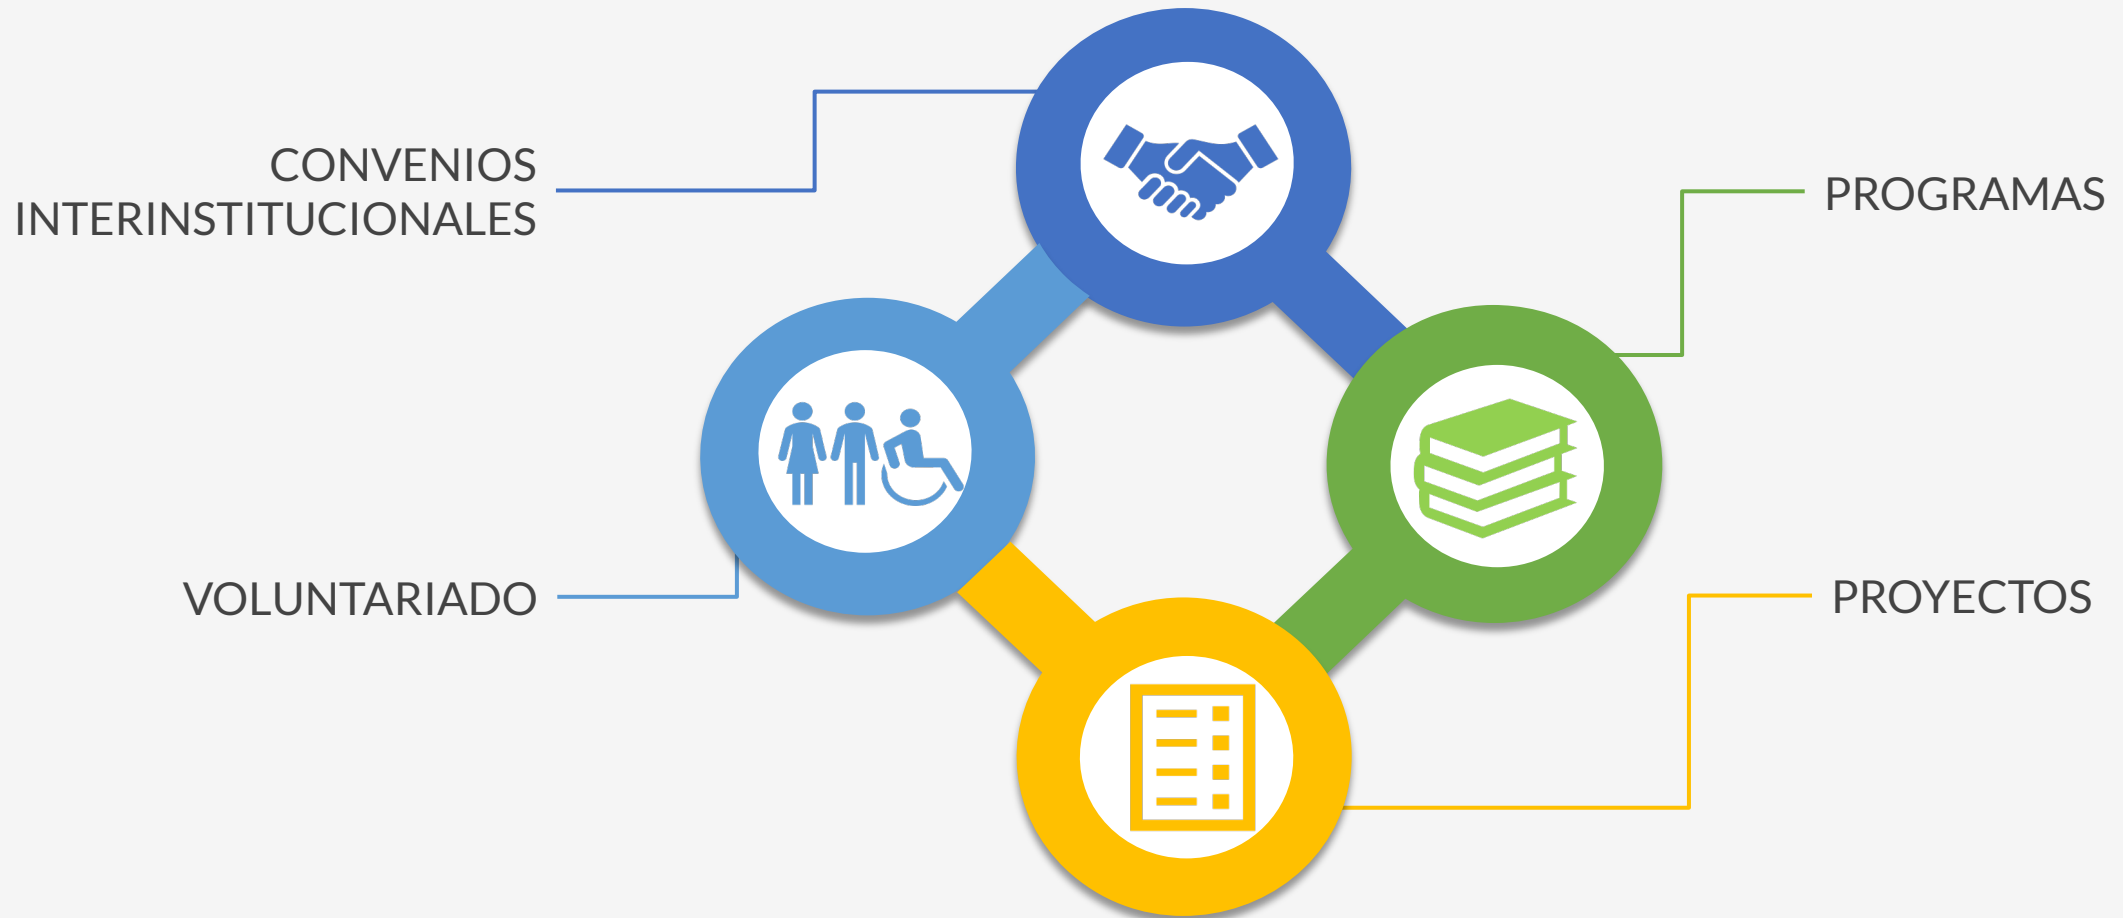 CONVENIOS
INTERINSTITUCIONALES
PROGRAMAS
VOLUNTARIADO
PROYECTOS